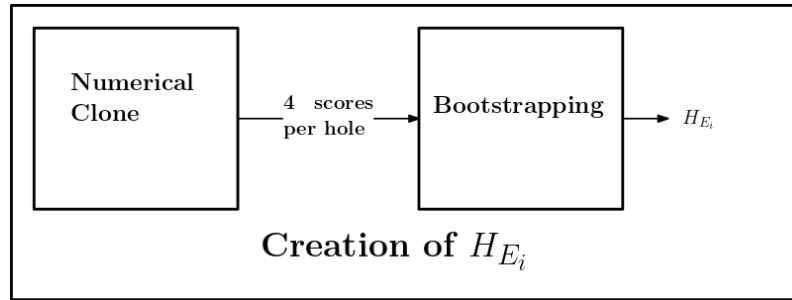 Numerical
Clone
4 scores
per hole
Bootstrapping
H_{E_i}
Creation of H_{E_i}